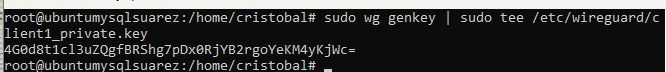 root@ubuntumysqlsuarez:/home/cristobal# sudo wg genkey | sudo tee /etc/wireguard/c
lient1_private.key
4G0d8t1cl3uZQgfBRShg7pDx0RjYB2rgoYeKM4yKjWc=
root@ubuntumysqlsuarez:/home/cristobal#